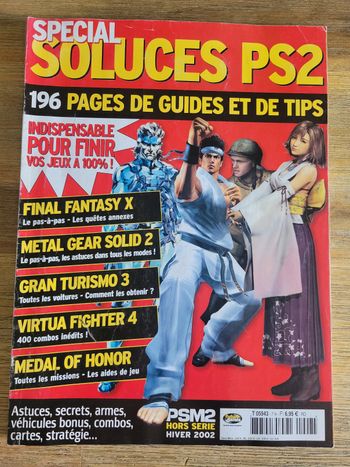 SPECIAL
SOLUCES PS2
196 PAGES DE GUIDES ET DE TIPS
INDISPENSABLE
POUR FINIR
VOS JEUX A 100% !
FINAL FANTASY X
Le pas-à-pas - Les quêtes annexes
METAL GEAR SOLID 2
Le pas-à-pas, les astuces dans tous les modes !
GRAN TURISMO 3
Toutes les voitures - Comment les obtenir ?
VIRTUA FIGHTER 4
400 combos inédits !
MEDAL OF HONOR
Toutes les missions - Les aides de jeu
Astuces, secrets, armes,
véhicules bonus, combos,
cartes, stratégie...
PSM2
HORS SERIE
HIVER 2002
T 05943 - 7 H - F: 6,95 € - RD